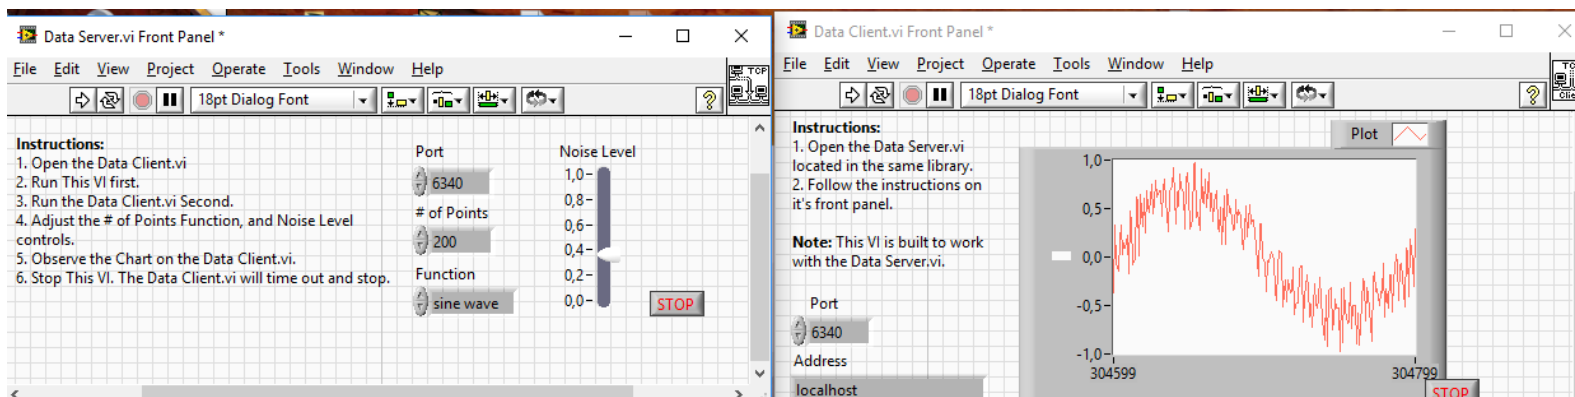 Data Server.vi Front Panel *
File Edit View Project Operate Tools Window Help
TCP
18pt Dialog Font
?
Instructions:
1. Open the Data Client.vi
2. Run This VI first.
3. Run the Data Client.vi Second.
4. Adjust the # of Points Function, and Noise Level
controls.
5. Observe the Chart on the Data Client.vi.
6. Stop This VI. The Data Client.vi will time out and stop.
Port
6340
# of Points
200
Function
sine wave
Noise Level
1,0
0,8
0,6
0,4
0,2
0,0
STOP
Data Client.vi Front Panel *
File Edit View Project Operate Tools Window Help
18pt Dialog Font
?
Instructions:
1. Open the Data Server.vi
located in the same library.
2. Follow the instructions on
it's front panel.
Note: This VI is built to work
with the Data Server.vi.
Port
6340
Address
localhost
Plot
1,0
0,5
0,0
-0,5
-1,0
304599 304799
STOP